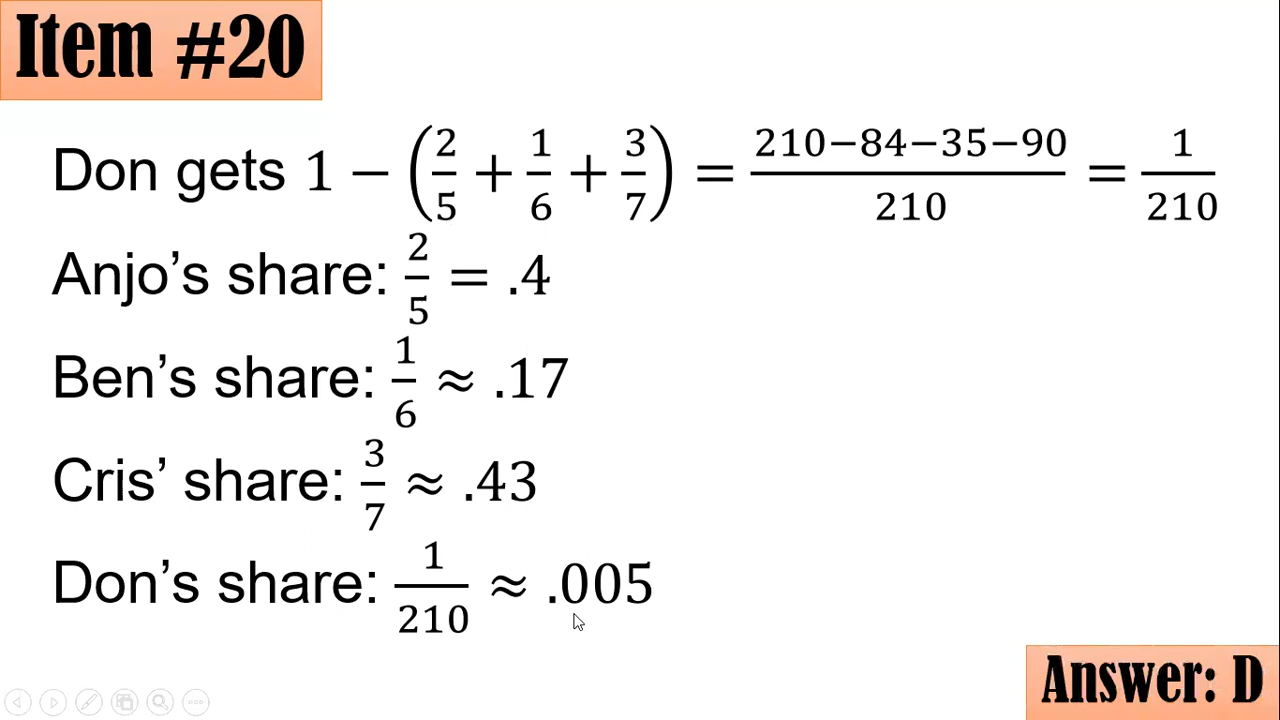 Item #20
Don gets 1 − (2/5 + 1/6 + 3/7) = (210−84−35−90)/210 = 1/210
Anjo's share: 2/5 = .4
Ben's share: 1/6 ≈ .17
Cris' share: 3/7 ≈ .43
Don's share: 1/210 ≈ .005
Answer: D